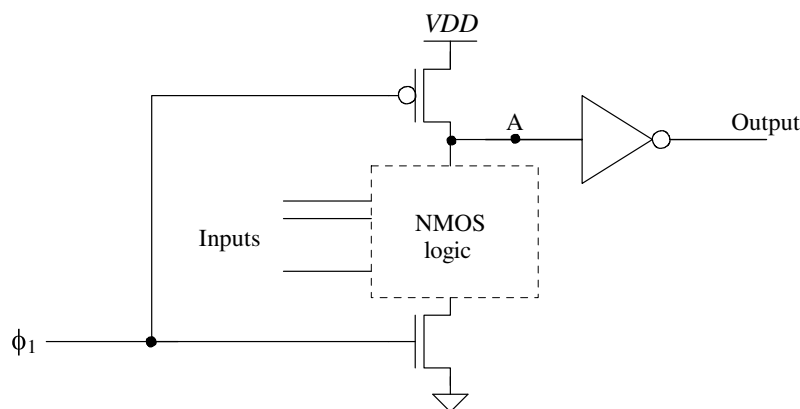 VDD
A
Output
Inputs
NMOS
logic
ϕ1